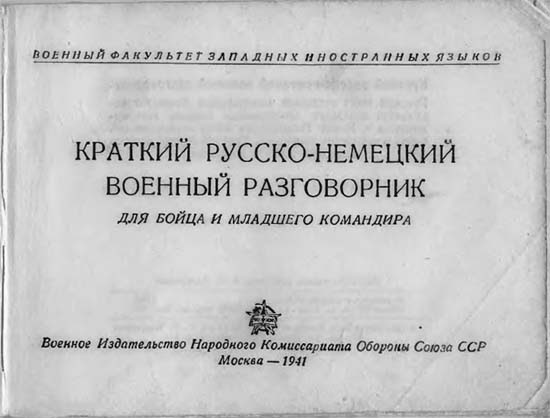 ВОЕННЫЙ ФАКУЛЬТЕТ ЗАПАДНЫХ ИНОСТРАННЫХ ЯЗЫКОВ
КРАТКИЙ РУССКО-НЕМЕЦКИЙ
ВОЕННЫЙ РАЗГОВОРНИК
ДЛЯ БОЙЦА И МЛАДШЕГО КОМАНДИРА
Военное Издательство Народного Комиссариата Обороны Союза ССР
Москва — 1941